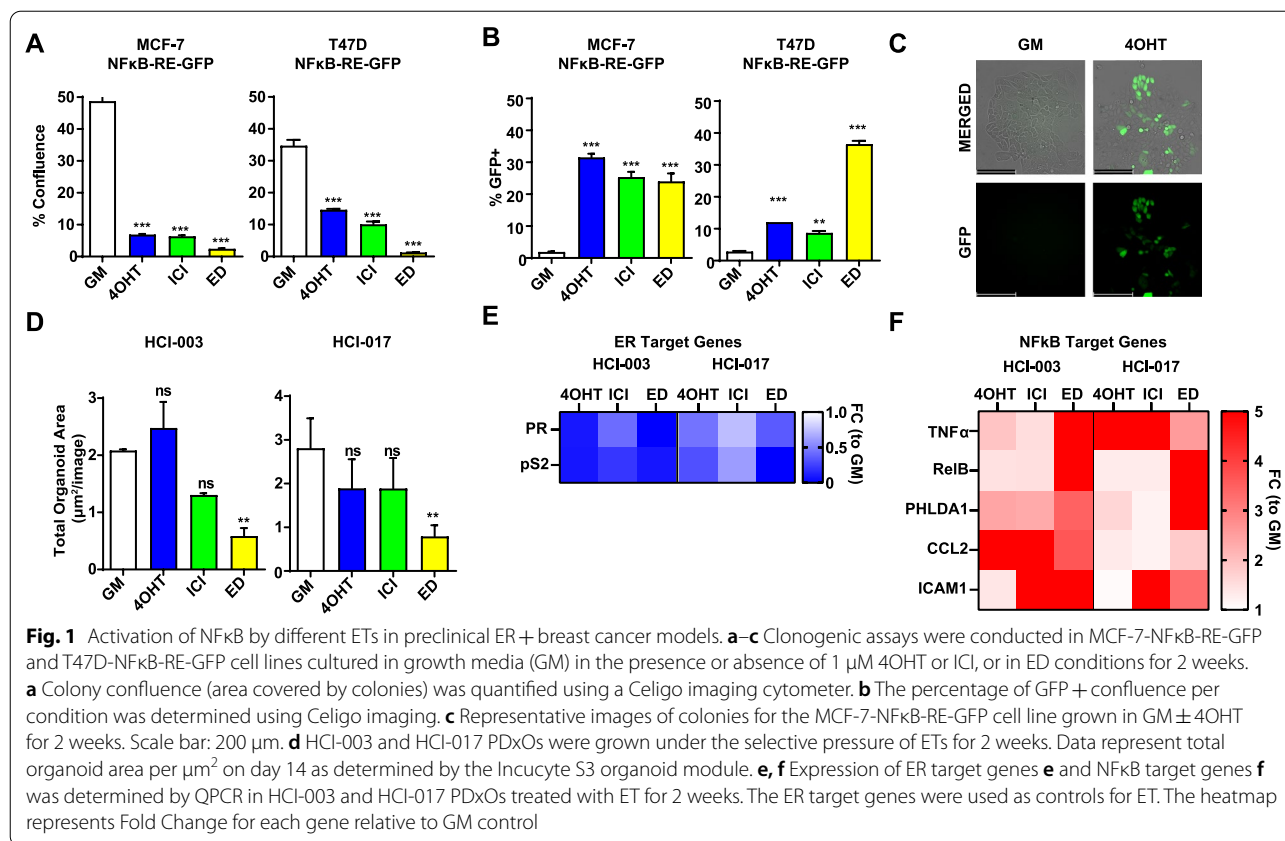 A
MCF-7
NFκB-RE-GFP
T47D
NFκB-RE-GFP
% Confluence
50
40
30
20
10
0
***
***
***
GM
4OHT
ICI
ED
50
40
30
20
10
0
***
***
***
GM
4OHT
ICI
ED
B
MCF-7
NFκB-RE-GFP
T47D
NFκB-RE-GFP
% GFP+
50
40
30
20
10
0
***
***
***
GM
4OHT
ICI
ED
40
30
20
10
0
***
**
***
GM
4OHT
ICI
ED
C
GM
4OHT
MERGED
GFP
D
HCI-003
HCI-017
Total Organoid Area
(µm²/image)
3
2
1
0
ns
ns
**
GM
4OHT
ICI
ED
4
3
2
1
0
ns
ns
**
GM
4OHT
ICI
ED
E
ER Target Genes
HCI-003
HCI-017
4OHT ICI ED 4OHT ICI ED
PR
pS2
1.0
0.5
0
FC (to GM)
F
NFkB Target Genes
HCI-003 HCI-017
4OHT ICI ED 4OHT ICI ED
TNFα
RelB
PHLDA1
CCL2
ICAM1
5
4
3
2
1
FC (to GM)
Fig. 1 Activation of NFκB by different ETs in preclinical ER + breast cancer models. a–c Clonogenic assays were conducted in MCF-7-NFκB-RE-GFP
and T47D-NFκB-RE-GFP cell lines cultured in growth media (GM) in the presence or absence of 1 µM 4OHT or ICI, or in ED conditions for 2 weeks.
a Colony confluence (area covered by colonies) was quantified using a Celigo imaging cytometer. b The percentage of GFP + confluence per
condition was determined using Celigo imaging. c Representative images of colonies for the MCF-7-NFκB-RE-GFP cell line grown in GM ± 4OHT
for 2 weeks. Scale bar: 200 µm. d HCI-003 and HCI-017 PDxOs were grown under the selective pressure of ETs for 2 weeks. Data represent total
organoid area per µm² on day 14 as determined by the Incucyte S3 organoid module. e, f Expression of ER target genes e and NFκB target genes f
was determined by QPCR in HCI-003 and HCI-017 PDxOs treated with ET for 2 weeks. The ER target genes were used as controls for ET. The heatmap
represents Fold Change for each gene relative to GM control